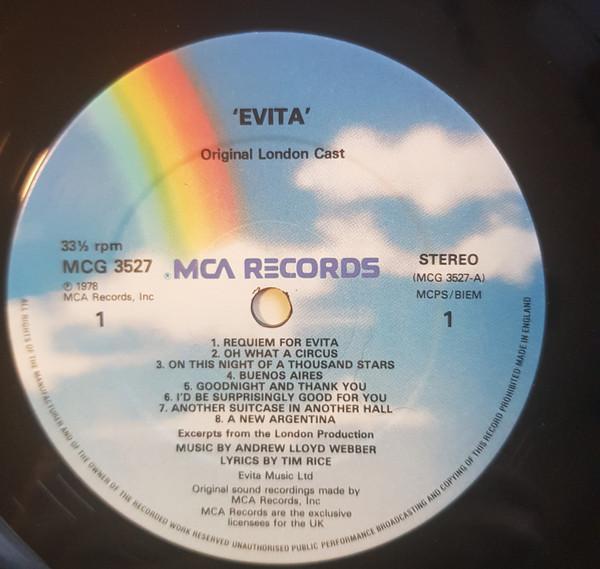 'EVITA'
Original London Cast
33⅓ rpm
MCG 3527
℗ 1978
MCA Records, Inc
1
MCA RECORDS
STEREO
(MCG 3527-A)
MCPS/BIEM
1
1. REQUIEM FOR EVITA
2. OH WHAT A CIRCUS
3. ON THIS NIGHT OF A THOUSAND STARS
4. BUENOS AIRES
5. GOODNIGHT AND THANK YOU
6. I'D BE SURPRISINGLY GOOD FOR YOU
7. ANOTHER SUITCASE IN ANOTHER HALL
8. A NEW ARGENTINA
Excerpts from the London Production
MUSIC BY ANDREW LLOYD WEBBER
LYRICS BY TIM RICE
Evita Music Ltd
Original sound recordings made by
MCA Records, Inc
MCA Records are the exclusive
licensees for the UK
ALL RIGHTS OF THE MANUFACTURER AND OF THE OWNER OF THE RECORDED WORK RESERVED UNAUTHORISED PUBLIC PERFORMANCE BROADCASTING AND COPYING OF THIS RECORD PROHIBITED MADE IN ENGLAND